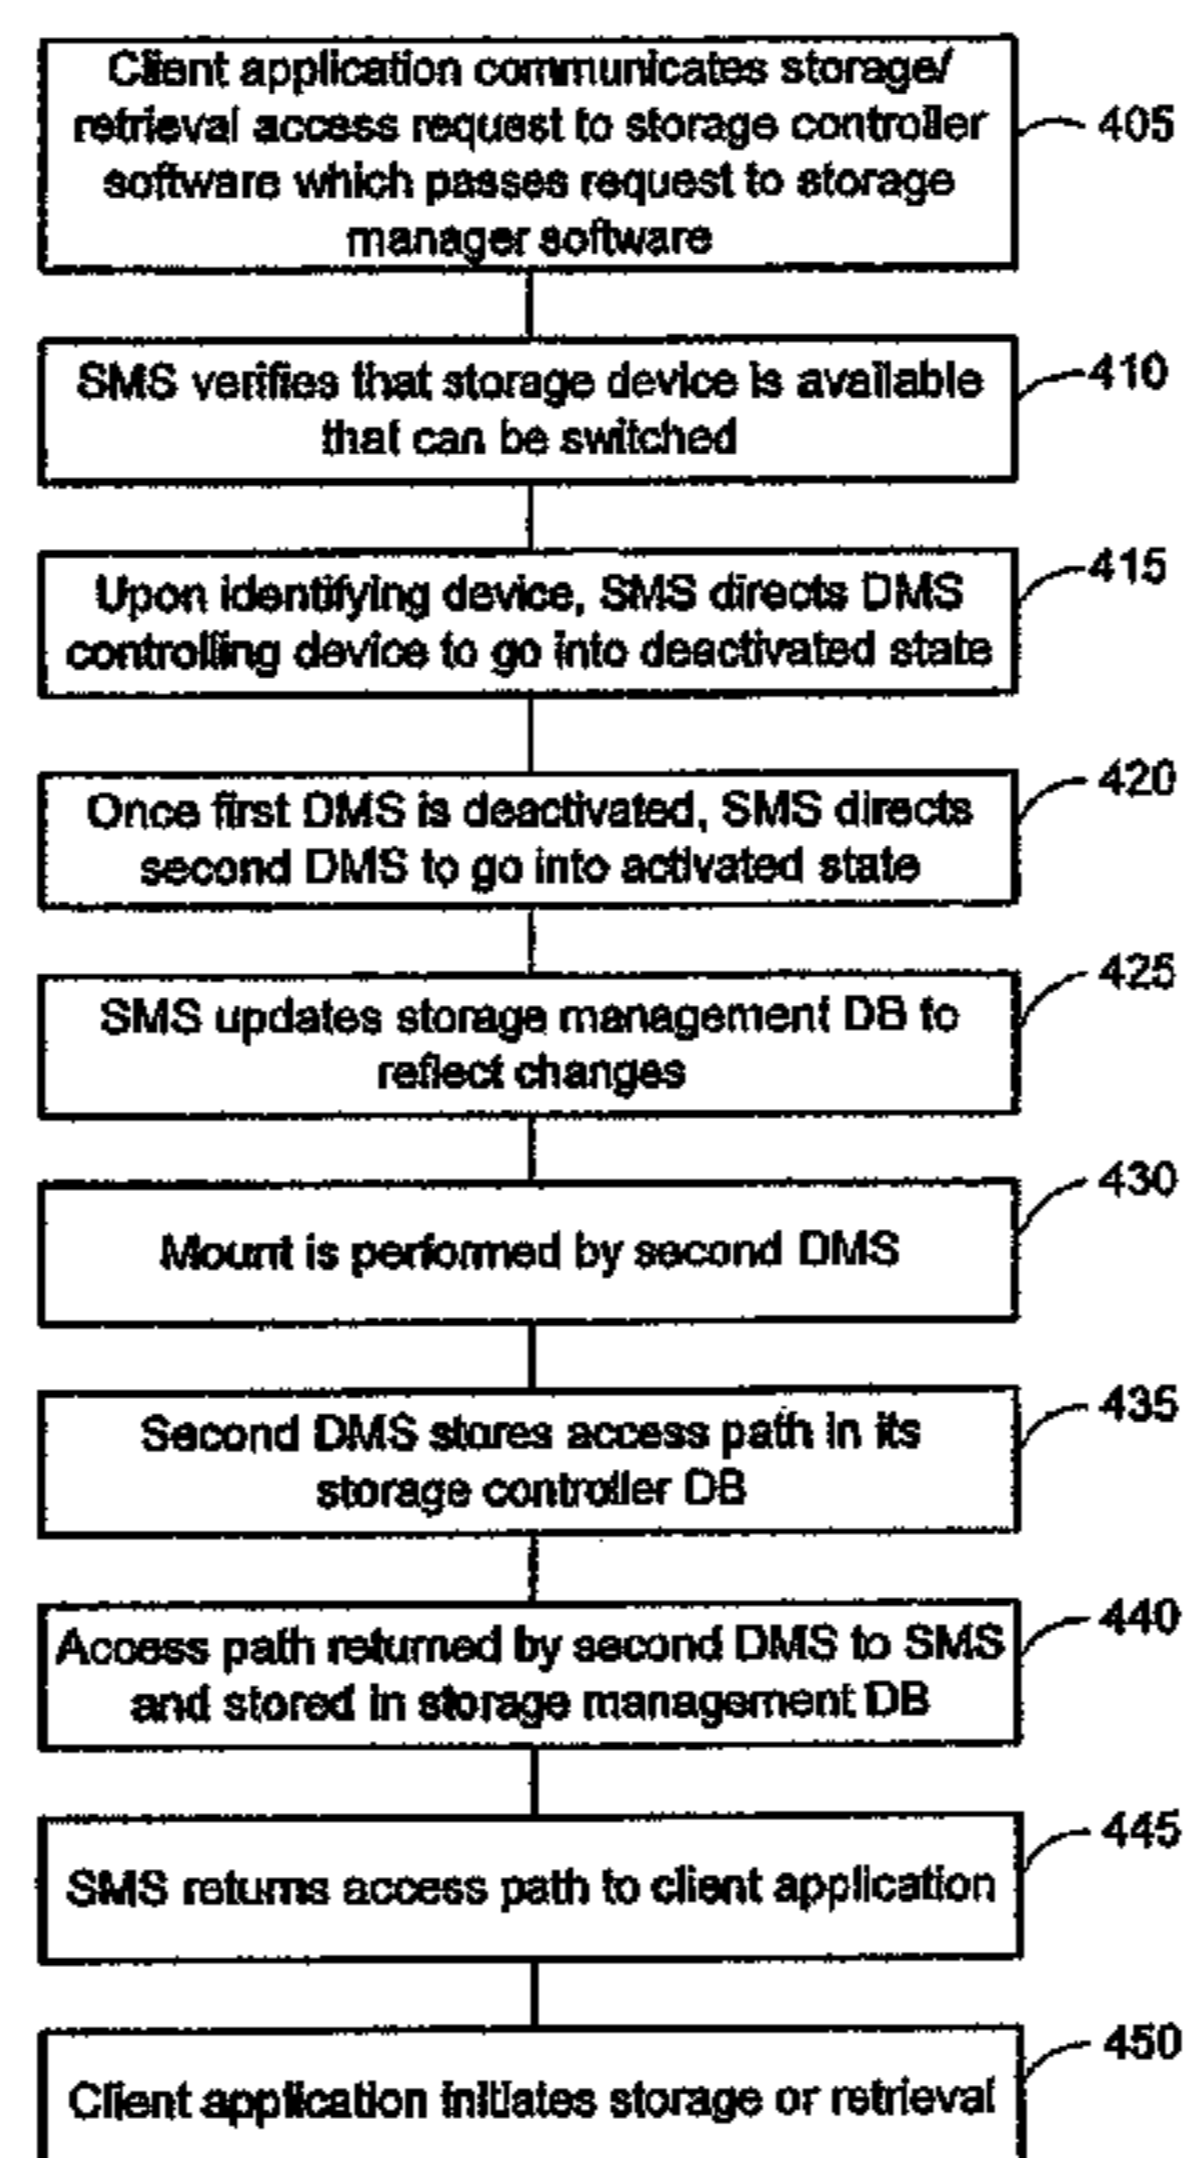 Client application communicates storage/
retrieval access request to storage controller
software which passes request to storage
manager software
405
SMS verifies that storage device is available
that can be switched
410
Upon identifying device, SMS directs DMS
controlling device to go into deactivated state
415
Once first DMS is deactivated, SMS directs
second DMS to go into activated state
420
SMS updates storage management DB to
reflect changes
425
Mount is performed by second DMS
430
Second DMS stores access path in its
storage controller DB
435
Access path returned by second DMS to SMS
and stored in storage management DB
440
SMS returns access path to client application
445
Client application initiates storage or retrieval
450